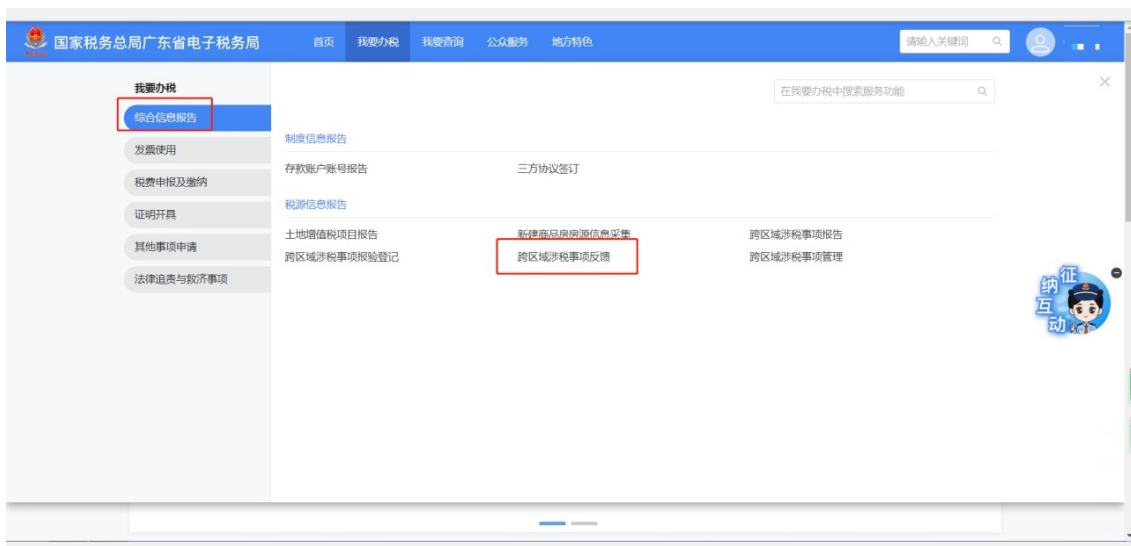 国家税务总局广东省电子税务局 首页 我要办税 我要查询 公众服务 地方特色 请输入关键词
我要办税
在我要办税中搜索服务功能
综合信息报告
发票使用
税费申报及缴纳
证明开具
其他事项申请
法律追责与救济事项
制度信息报告
存款账户账号报告 三方协议签订
税源信息报告
土地增值税项目报告 新建商品房房源信息采集 跨区域涉税事项报告
跨区域涉税事项报验登记 跨区域涉税事项反馈 跨区域涉税事项管理
征纳互动